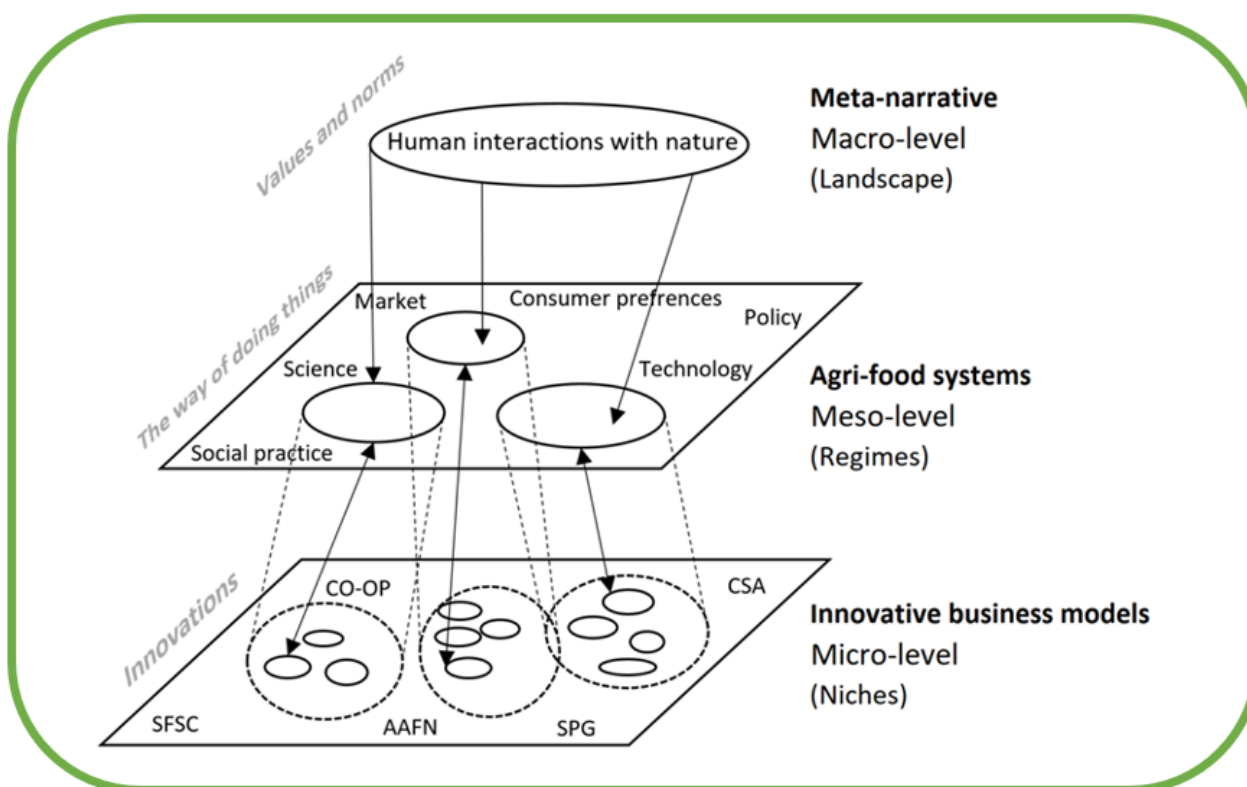 Values and norms
Human interactions with nature
Meta-narrative
Macro-level
(Landscape)
The way of doing things
Market
Consumer prefrences
Policy
Science
Technology
Social practice
Agri-food systems
Meso-level
(Regimes)
Innovations
CO-OP
CSA
SFSC
AAFN
SPG
Innovative business models
Micro-level
(Niches)